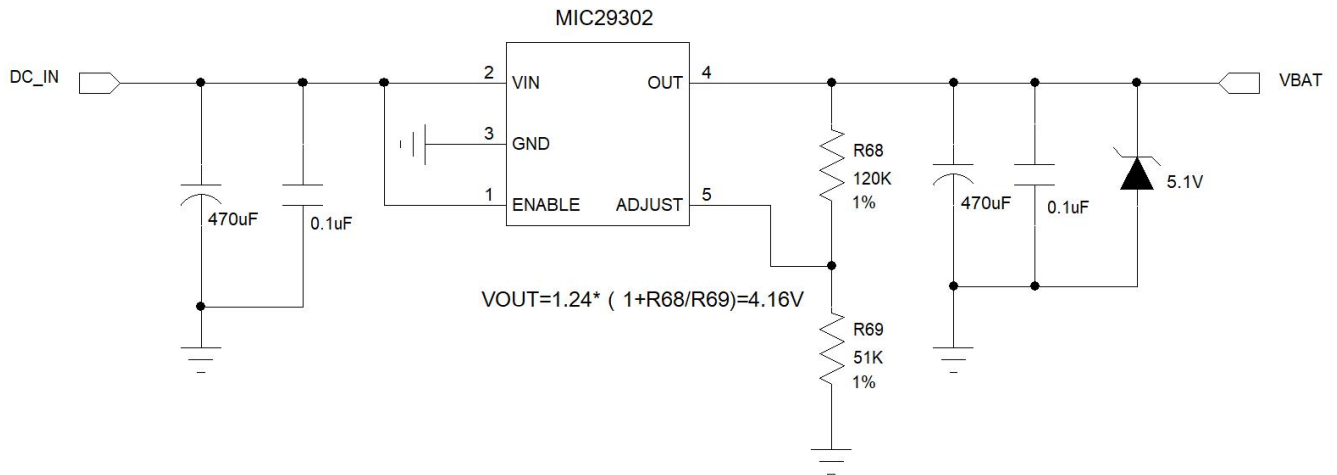 MIC29302
DC_IN
2
VIN
OUT
4
VBAT
3
GND
1
ENABLE
ADJUST
5
R68
120K
1%
470uF
0.1uF
470uF
0.1uF
5.1V
VOUT=1.24* ( 1+R68/R69)=4.16V
R69
51K
1%